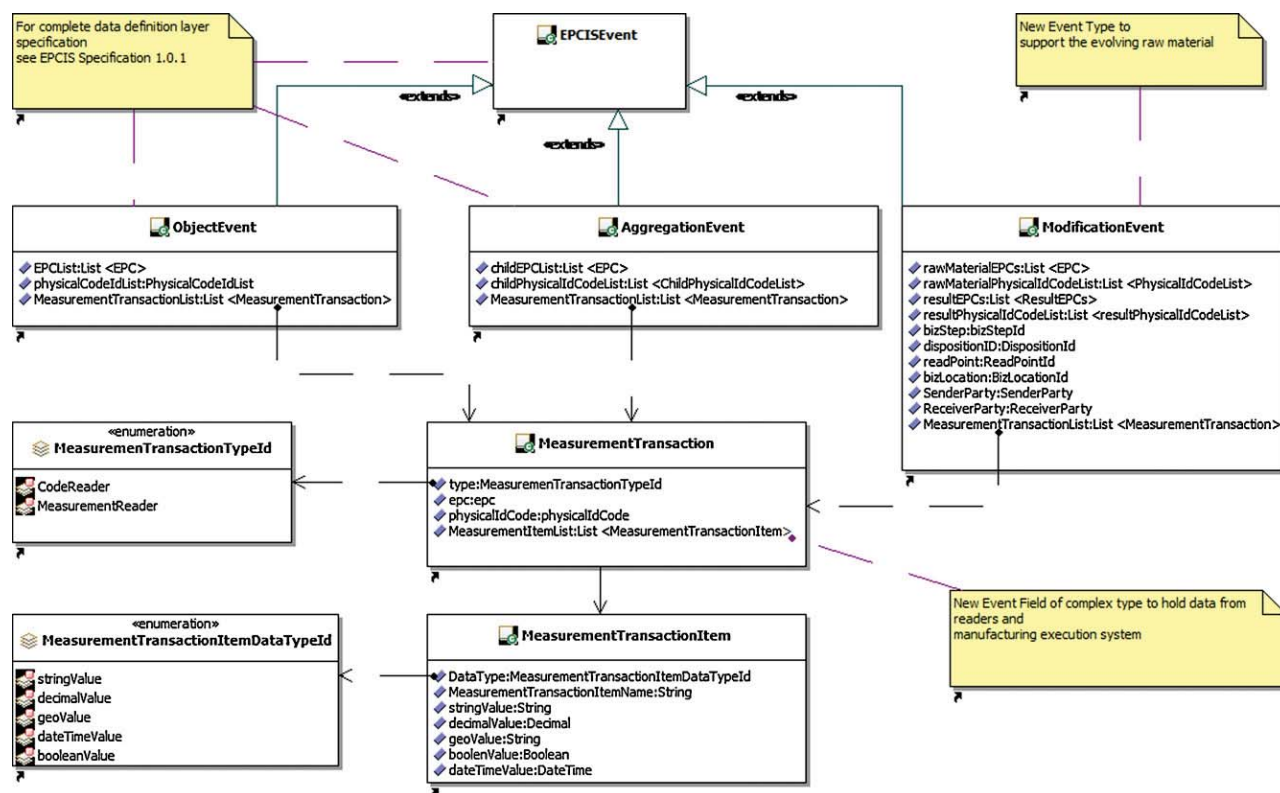 For complete data definition layer
specification
see EPCIS Specification 1.0.1
EPCISEvent
New Event Type to
support the evolving raw material
«extends»
«extends»
«extends»
ObjectEvent
EPCList:List <EPC>
physicalCodeIdList:PhysicalCodeIdList
MeasurementTransactionList:List <MeasurementTransaction>
AggregationEvent
childEPCList:List <EPC>
childPhysicalIdCodeList:List <ChildPhysicalIdCodeList>
MeasurementTransactionList:List <MeasurementTransaction>
ModificationEvent
rawMaterialEPCs:List <EPC>
rawMaterialPhysicalIdCodeList:List <PhysicalIdCodeList>
resultEPCs:List <ResultEPCs>
resultPhysicalIdCodeList:List <resultPhysicalIdCodeList>
bizStep:bizStepId
dispositionID:DispositionId
readPoint:ReadPointId
bizLocation:BizLocationId
SenderParty:SenderParty
ReceiverParty:ReceiverParty
MeasurementTransactionList:List <MeasurementTransaction>
«enumeration»
MeasuremenTransactionTypeId
CodeReader
MeasurementReader
MeasurementTransaction
type:MeasuremenTransactionTypeId
epc:epc
physicalIdCode:physicalIdCode
MeasurementItemList:List <MeasurementTransactionItem>
New Event Field of complex type to hold data from
readers and
manufacturing execution system
«enumeration»
MeasurementTransactionItemDataTypeId
stringValue
decimalValue
geoValue
dateTimeValue
booleanValue
MeasurementTransactionItem
DataType:MeasurementTransactionItemDataTypeId
MeasurementTransactionItemName:String
stringValue:String
decimalValue:Decimal
geoValue:String
boolenValue:Boolean
dateTimeValue:DateTime